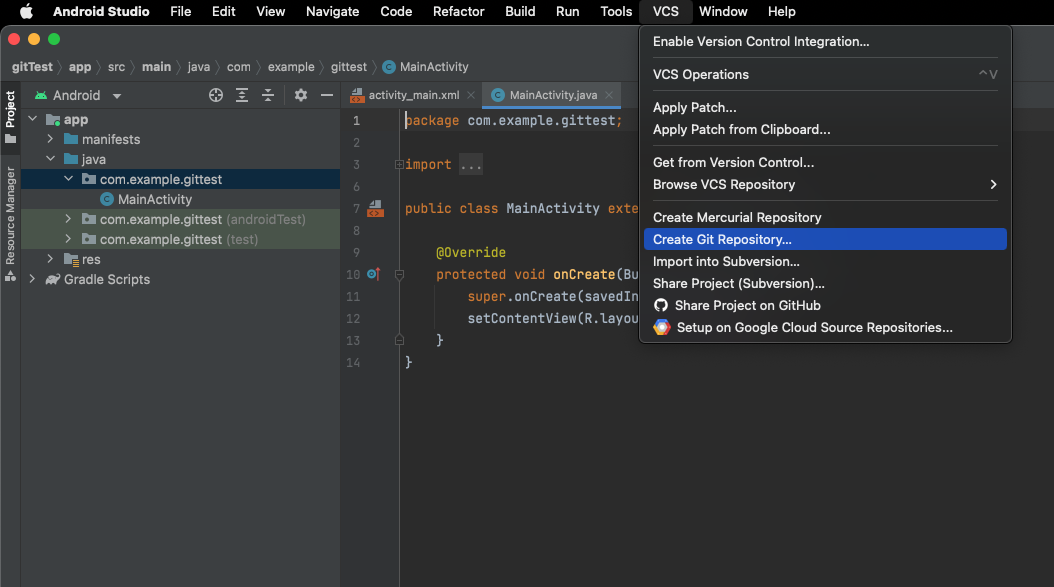 Android Studio File Edit View Navigate Code Refactor Build Run Tools VCS Window Help
gitTest app src main java com example gittest MainActivity
Android
activity_main.xml MainActivity.java
Project
Resource Manager
app
manifests
java
com.example.gittest
MainActivity
com.example.gittest (androidTest)
com.example.gittest (test)
res
Gradle Scripts
1 package com.example.gittest;
2
3 import ...
6
7 public class MainActivity exte
8
9 @Override
10 protected void onCreate(Bu
11 super.onCreate(savedIn
12 setContentView(R.layou
13 }
14 }
Enable Version Control Integration...
VCS Operations ^V
Apply Patch...
Apply Patch from Clipboard...
Get from Version Control...
Browse VCS Repository
Create Mercurial Repository
Create Git Repository...
Import into Subversion...
Share Project (Subversion)...
Share Project on GitHub
Setup on Google Cloud Source Repositories...